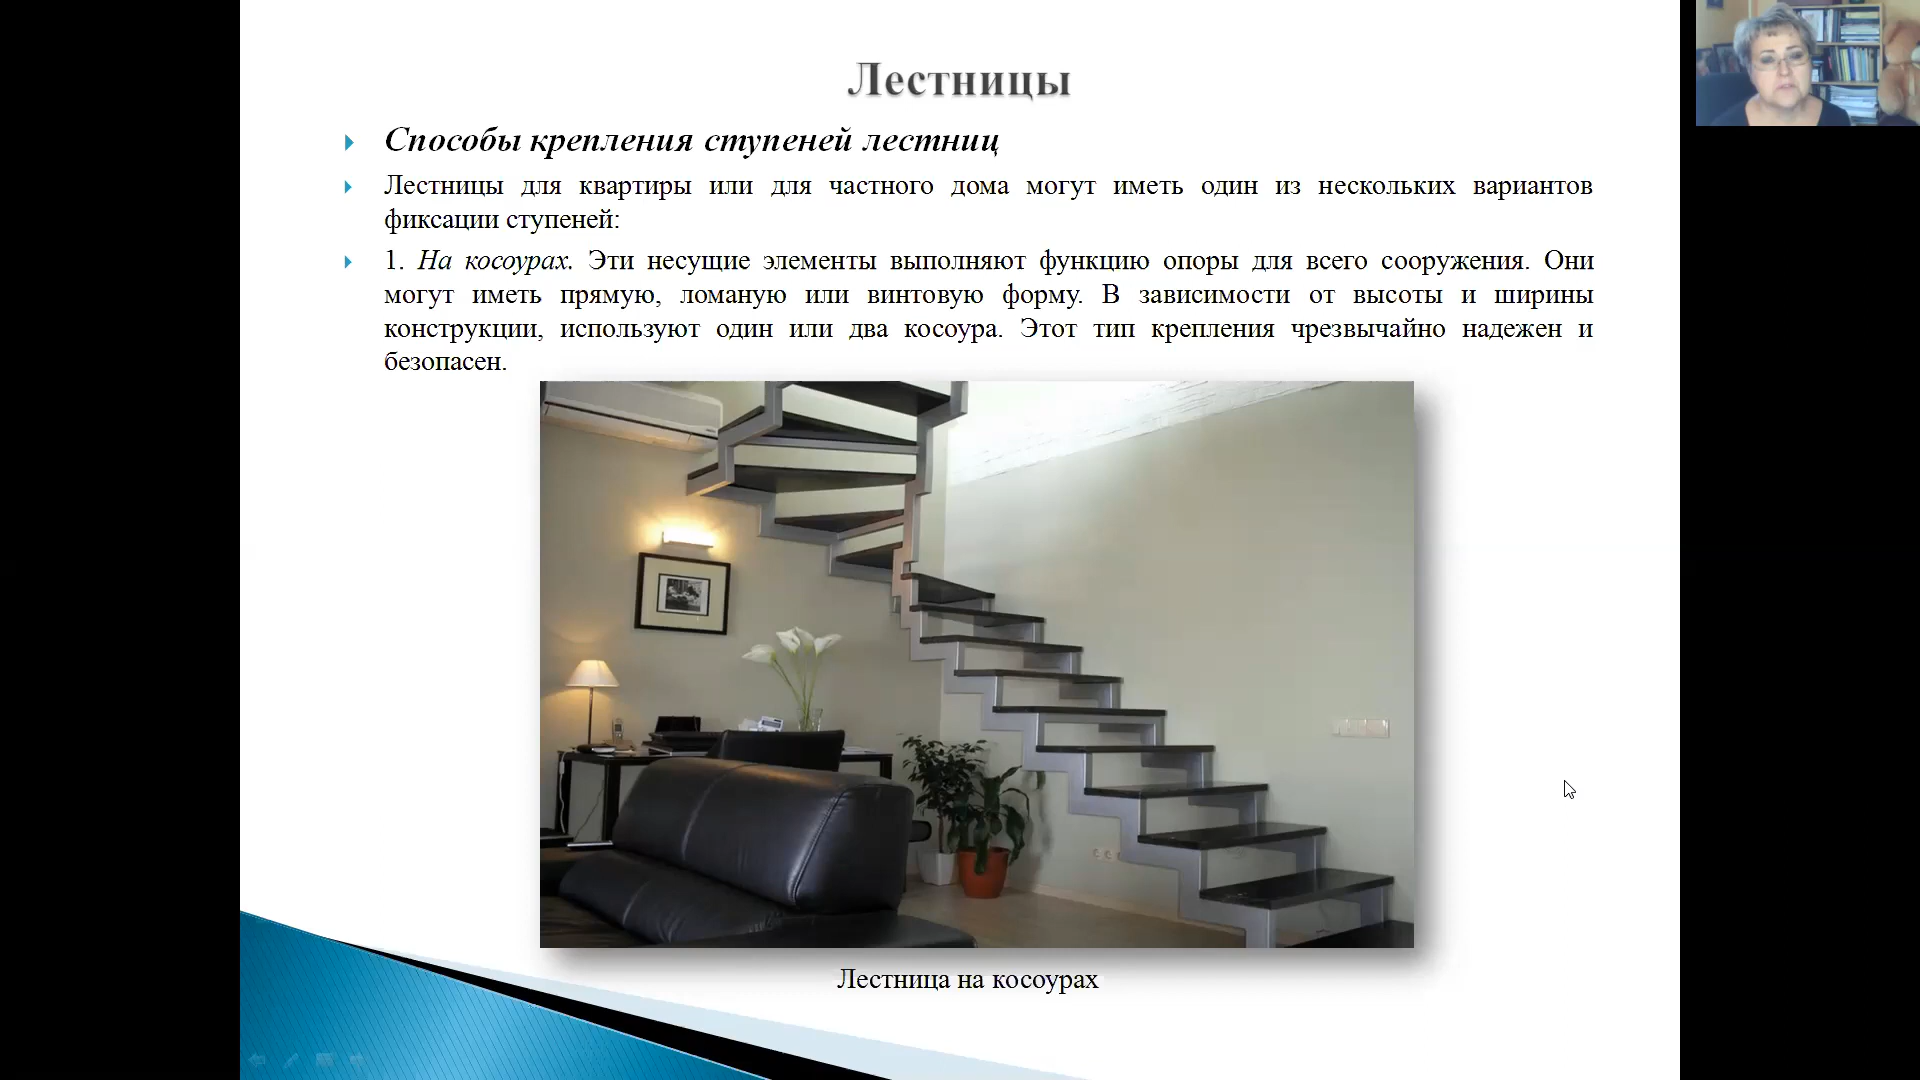 Лестницы
Способы крепления ступеней лестниц
Лестницы для квартиры или для частного дома могут иметь один из нескольких вариантов
фиксации ступеней:
1. На косоурах. Эти несущие элементы выполняют функцию опоры для всего сооружения. Они
могут иметь прямую, ломаную или винтовую форму. В зависимости от высоты и ширины
конструкции, используют один или два косоура. Этот тип крепления чрезвычайно надежен и
безопасен.
Лестница на косоурах